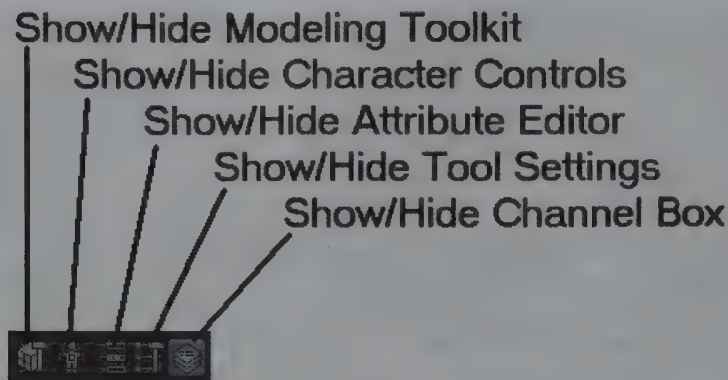 Show/Hide Modeling Toolkit
Show/Hide Character Controls
Show/Hide Attribute Editor
Show/Hide Tool Settings
Show/Hide Channel Box